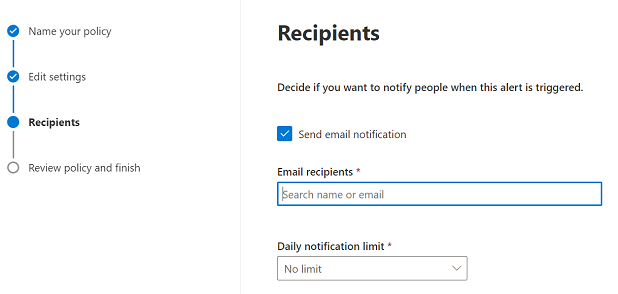 Name your policy
Edit settings
Recipients
Review policy and finish
Recipients
Decide if you want to notify people when this alert is triggered.
Send email notification
Email recipients *
Search name or email
Daily notification limit *
No limit